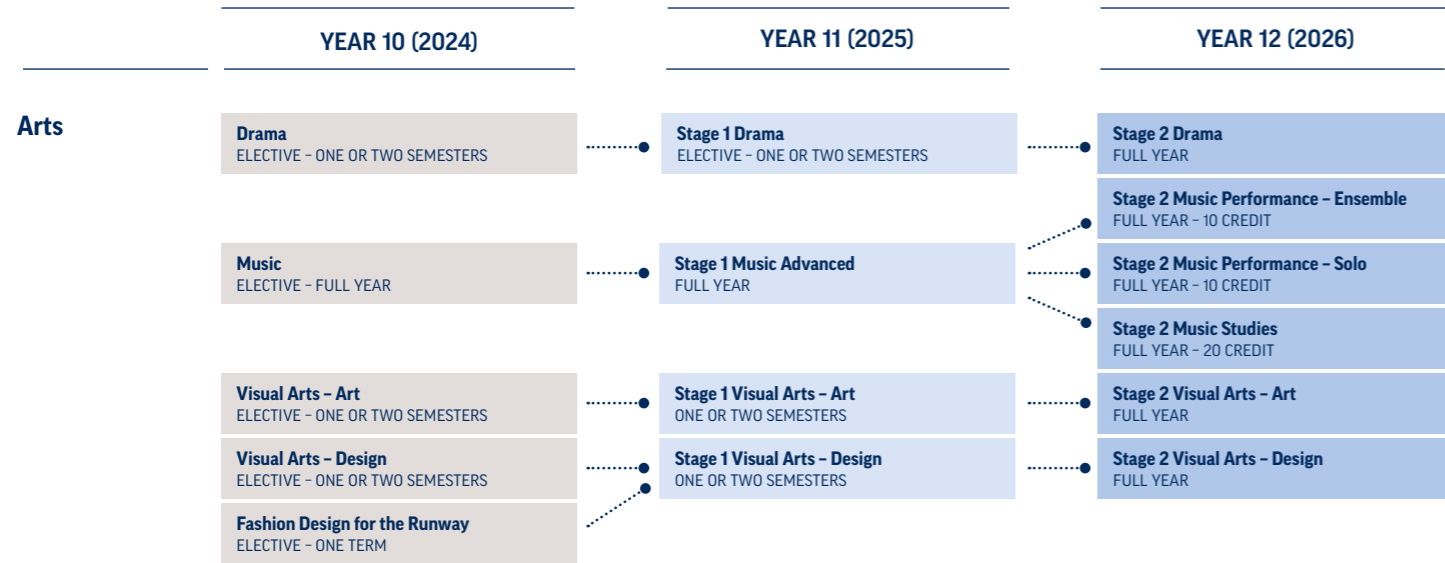 YEAR 10 (2024)
YEAR 11 (2025)
YEAR 12 (2026)
Arts
Drama
ELECTIVE – ONE OR TWO SEMESTERS
Stage 1 Drama
ELECTIVE – ONE OR TWO SEMESTERS
Stage 2 Drama
FULL YEAR
Stage 2 Music Performance – Ensemble
FULL YEAR – 10 CREDIT
Music
ELECTIVE – FULL YEAR
Stage 1 Music Advanced
FULL YEAR
Stage 2 Music Performance – Solo
FULL YEAR – 10 CREDIT
Stage 2 Music Studies
FULL YEAR – 20 CREDIT
Visual Arts – Art
ELECTIVE – ONE OR TWO SEMESTERS
Stage 1 Visual Arts – Art
ONE OR TWO SEMESTERS
Stage 2 Visual Arts – Art
FULL YEAR
Visual Arts – Design
ELECTIVE – ONE OR TWO SEMESTERS
Stage 1 Visual Arts – Design
ONE OR TWO SEMESTERS
Stage 2 Visual Arts – Design
FULL YEAR
Fashion Design for the Runway
ELECTIVE – ONE TERM